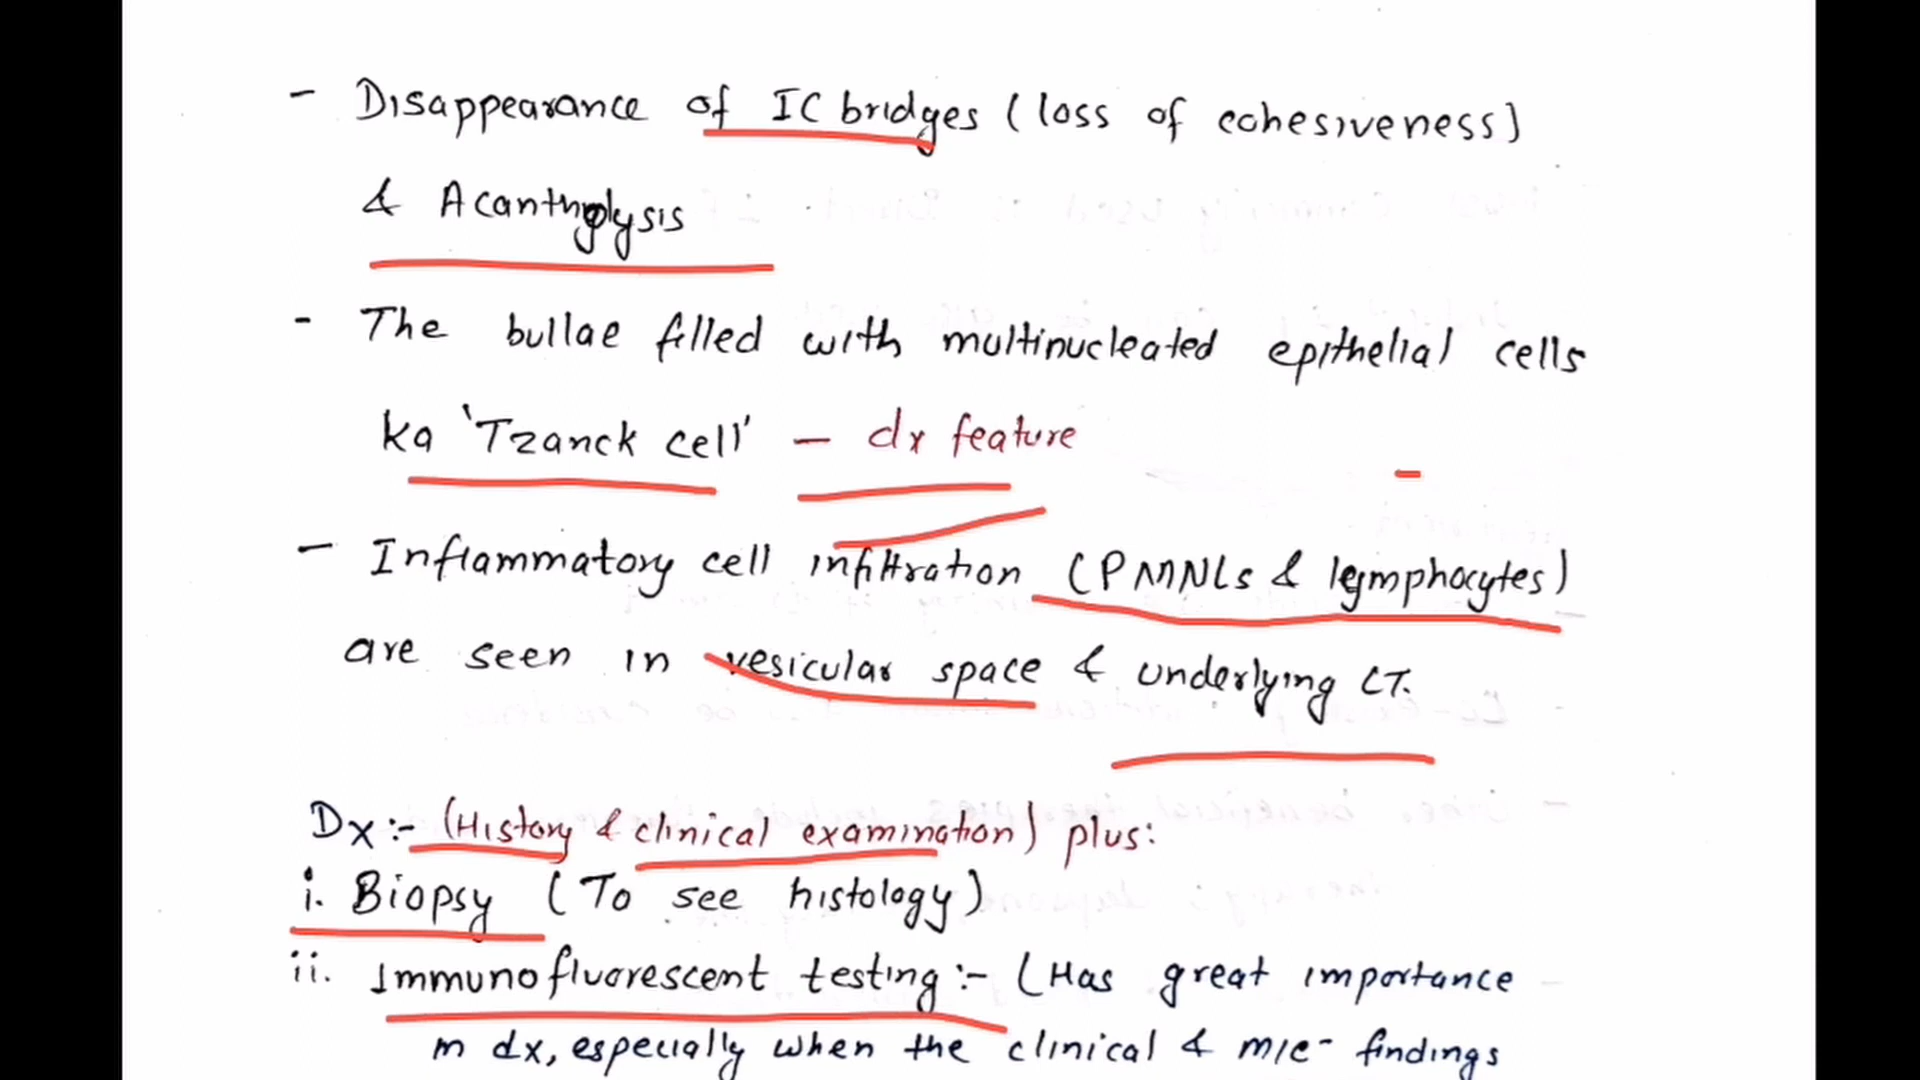 - Disappearance of IC bridges (loss of cohesiveness)
& Acantholysis
- The bullae filled with multinucleated epithelial cells
ka 'Tzanck cell' - dx feature
- Inflammatory cell infiltration (PMNLs & lymphocytes)
are seen in vesicular space & underlying CT.
Dx:- (History & clinical examination) plus:
i. Biopsy (To see histology)
ii. Immunofluorescent testing:- (Has great importance
in dx, especially when the clinical & m/e- findings